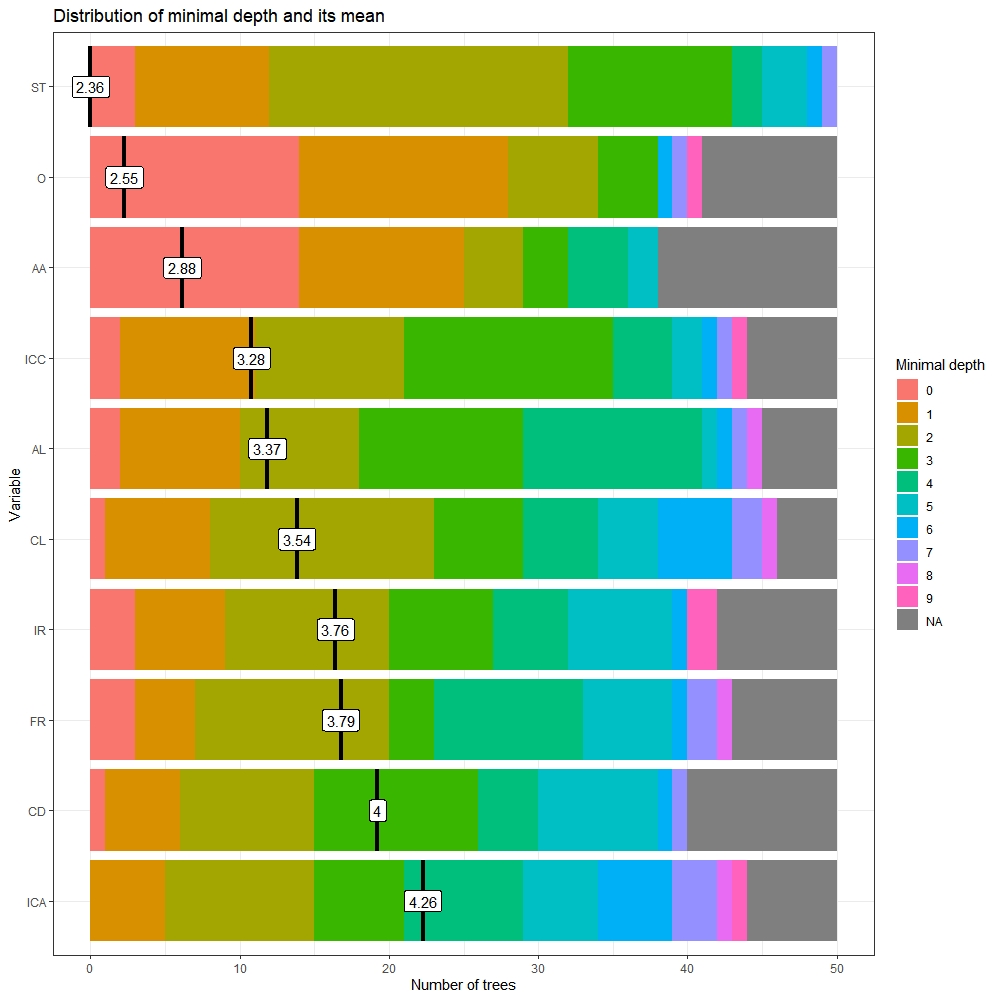 Distribution of minimal depth and its mean
ST
2.36
O
2.55
AA
2.88
ICC
3.28
AL
3.37
CL
3.54
IR
3.76
FR
3.79
CD
4
ICA
4.26
Variable
0 10 20 30 40 50
Number of trees
Minimal depth
0
1
2
3
4
5
6
7
8
9
NA